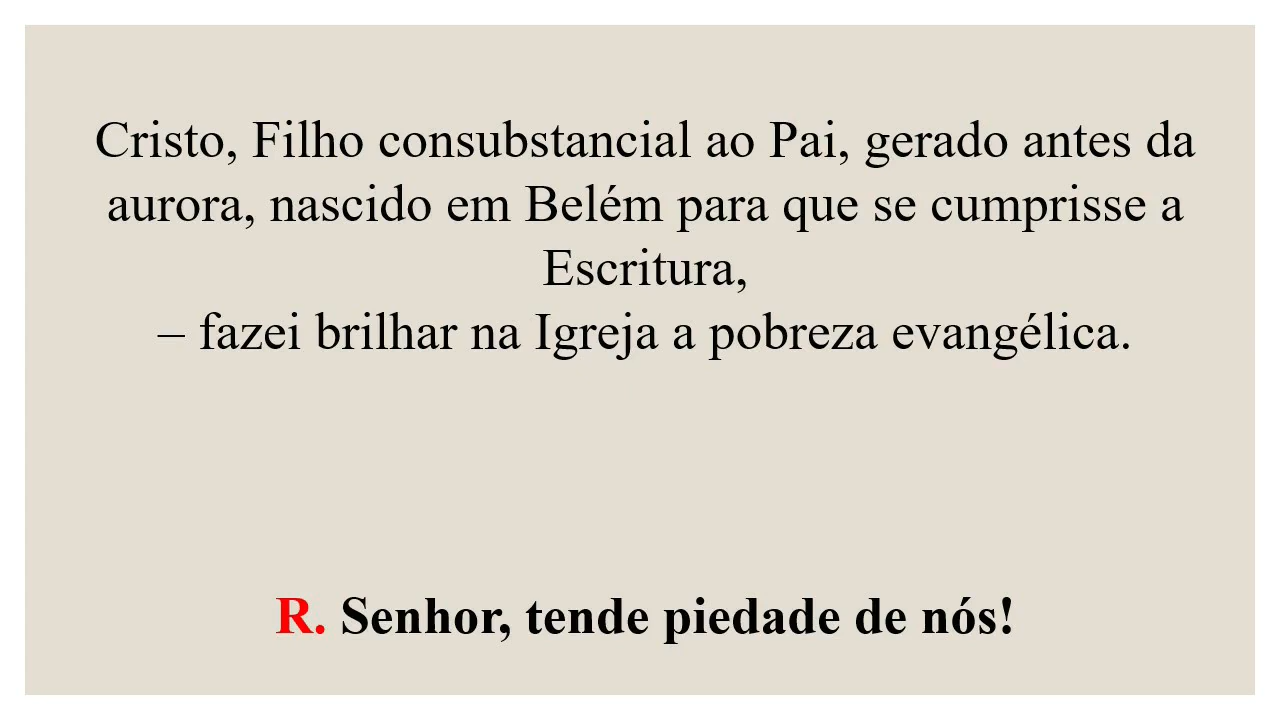 Cristo, Filho consubstancial ao Pai, gerado antes da
aurora, nascido em Belém para que se cumprisse a
Escritura,
– fazei brilhar na Igreja a pobreza evangélica.
R. Senhor, tende piedade de nós!